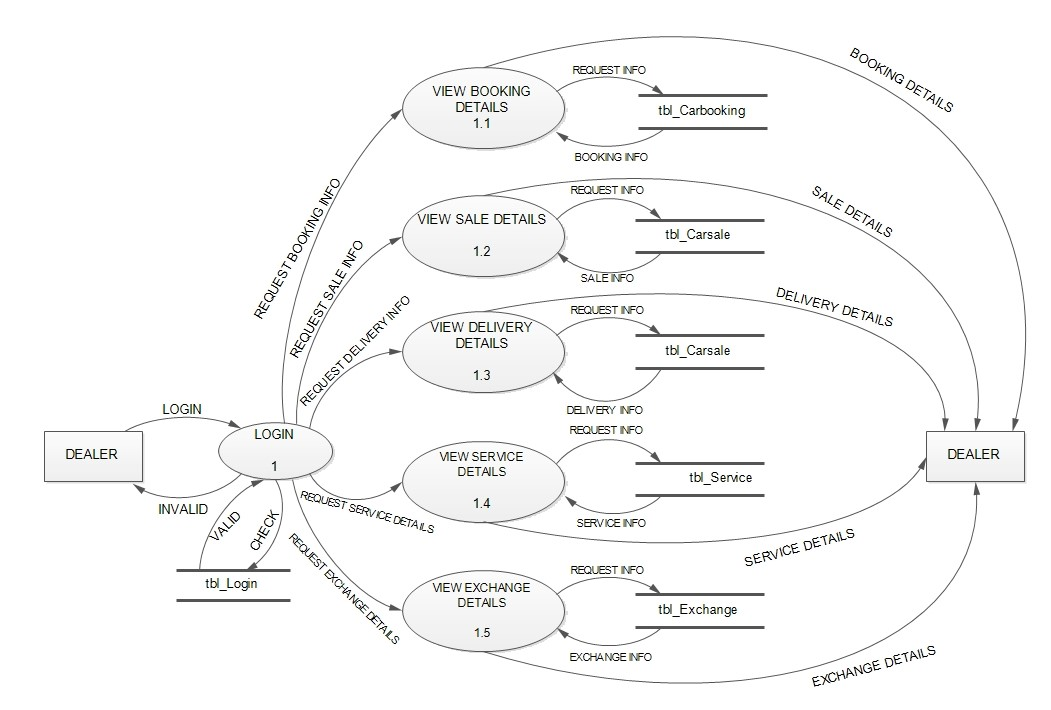 BOOKING DETAILS
REQUEST INFO
VIEW BOOKING
DETAILS
1.1
tbl_Carbooking
BOOKING INFO
REQUEST BOOKING INFO
SALE DETAILS
REQUEST INFO
VIEW SALE DETAILS
1.2
tbl_Carsale
SALE INFO
REQUEST SALE INFO
DELIVERY DETAILS
REQUEST INFO
VIEW DELIVERY
DETAILS
1.3
tbl_Carsale
DELIVERY INFO
REQUEST DELIVERY INFO
LOGIN
DEALER
LOGIN
1
INVALID
VALID
CHECK
tbl_Login
REQUEST INFO
VIEW SERVICE
DETAILS
1.4
tbl_Service
SERVICE INFO
REQUEST SERVICE DETAILS
SERVICE DETAILS
DEALER
REQUEST EXCHANGE DETAILS
REQUEST INFO
VIEW EXCHANGE
DETAILS
1.5
tbl_Exchange
EXCHANGE INFO
EXCHANGE DETAILS